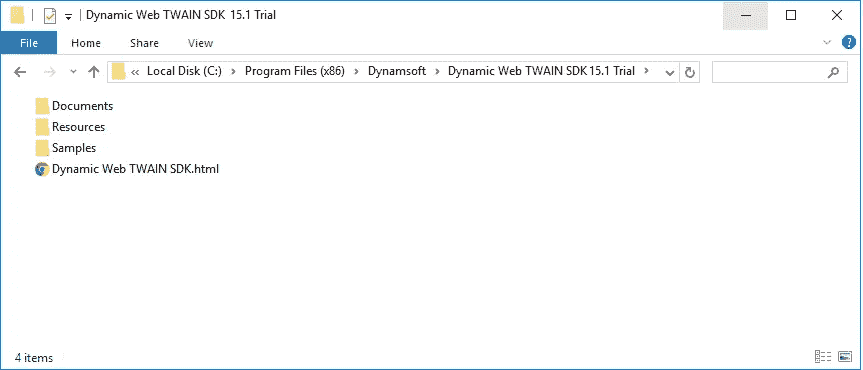 Dynamic Web TWAIN SDK 15.1 Trial
File Home Share View
« Local Disk (C:) > Program Files (x86) > Dynamsoft > Dynamic Web TWAIN SDK 15.1 Trial >
Documents
Resources
Samples
Dynamic Web TWAIN SDK.html
4 items